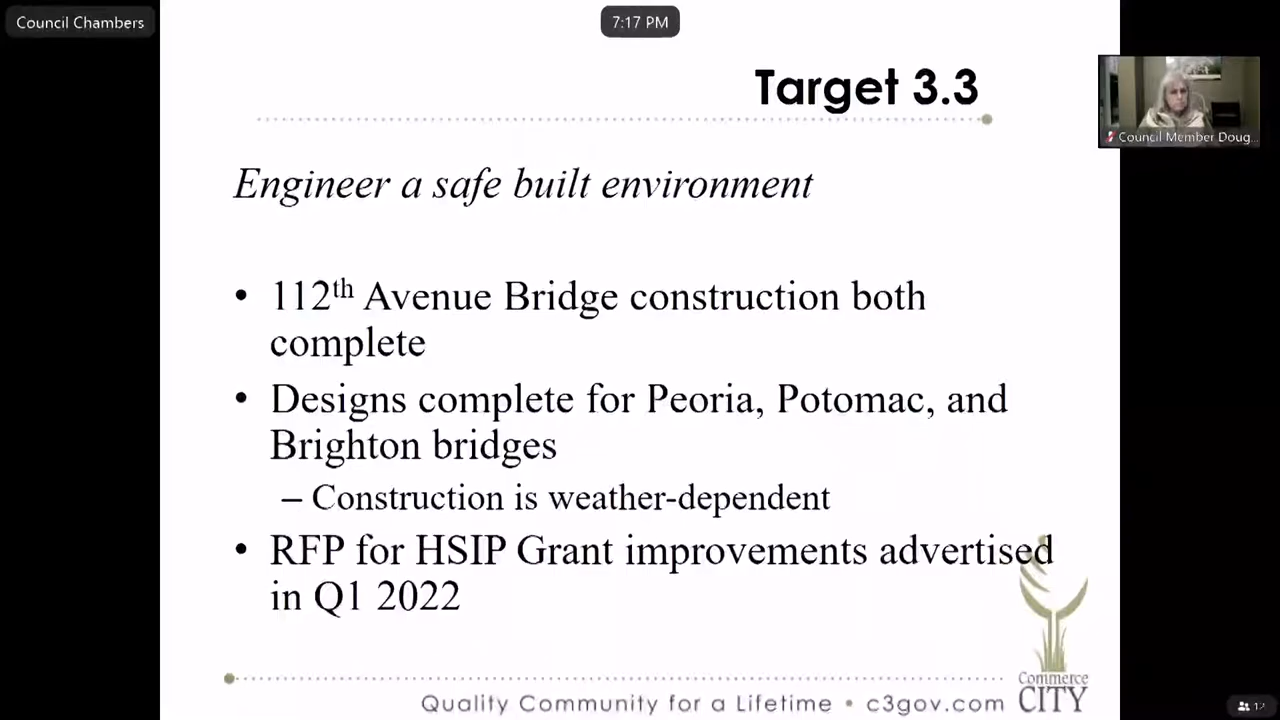 Council Chambers
7:17 PM
Target 3.3
Council Member Doug...
Engineer a safe built environment
• 112th Avenue Bridge construction both
complete
• Designs complete for Peoria, Potomac, and
Brighton bridges
– Construction is weather-dependent
• RFP for HSIP Grant improvements advertised
in Q1 2022
Commerce
CITY
Quality Community for a Lifetime • c3gov.com
12